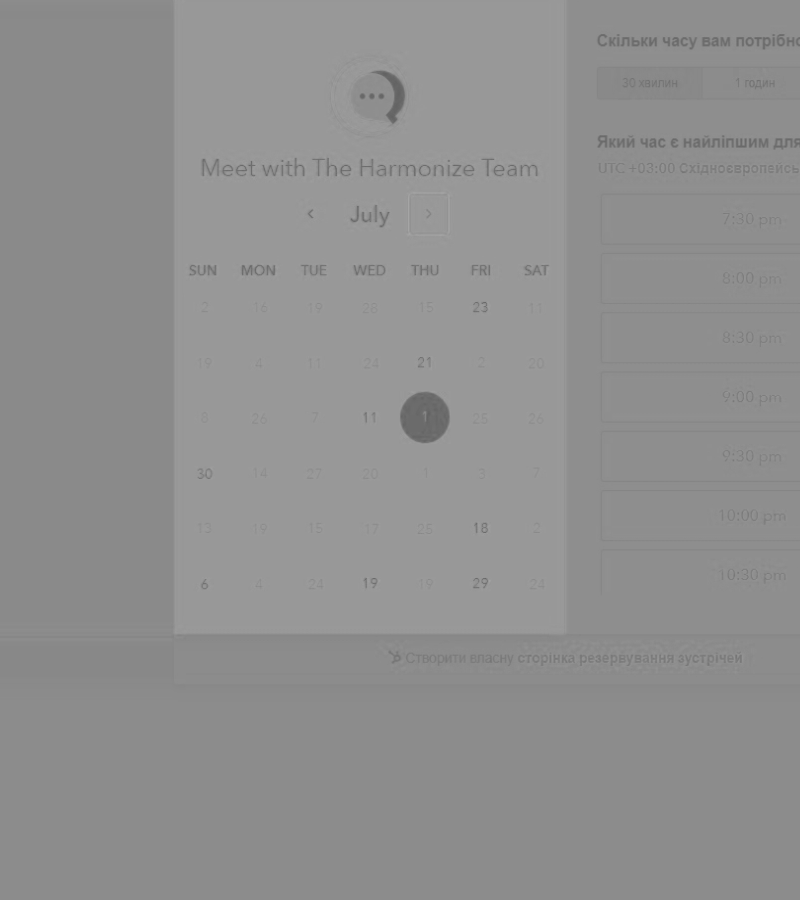 Meet with The Harmonize Team
July
SUN MON TUE WED THU FRI SAT
2 16 19 28 15 23 11
19 4 11 24 21 2 20
8 26 7 11 1 25 26
30 14 27 20 1 3 7
13 19 15 17 25 18 2
6 4 24 19 19 29 24
Скільки часу вам потрібно
30 хвилин 1 годин
Який час є найліпшим для
UTC +03:00 Східноєвропейсь
7:30 pm
8:00 pm
8:30 pm
9:00 pm
9:30 pm
10:00 pm
10:30 pm
Створити власну сторінка резервування зустрічей